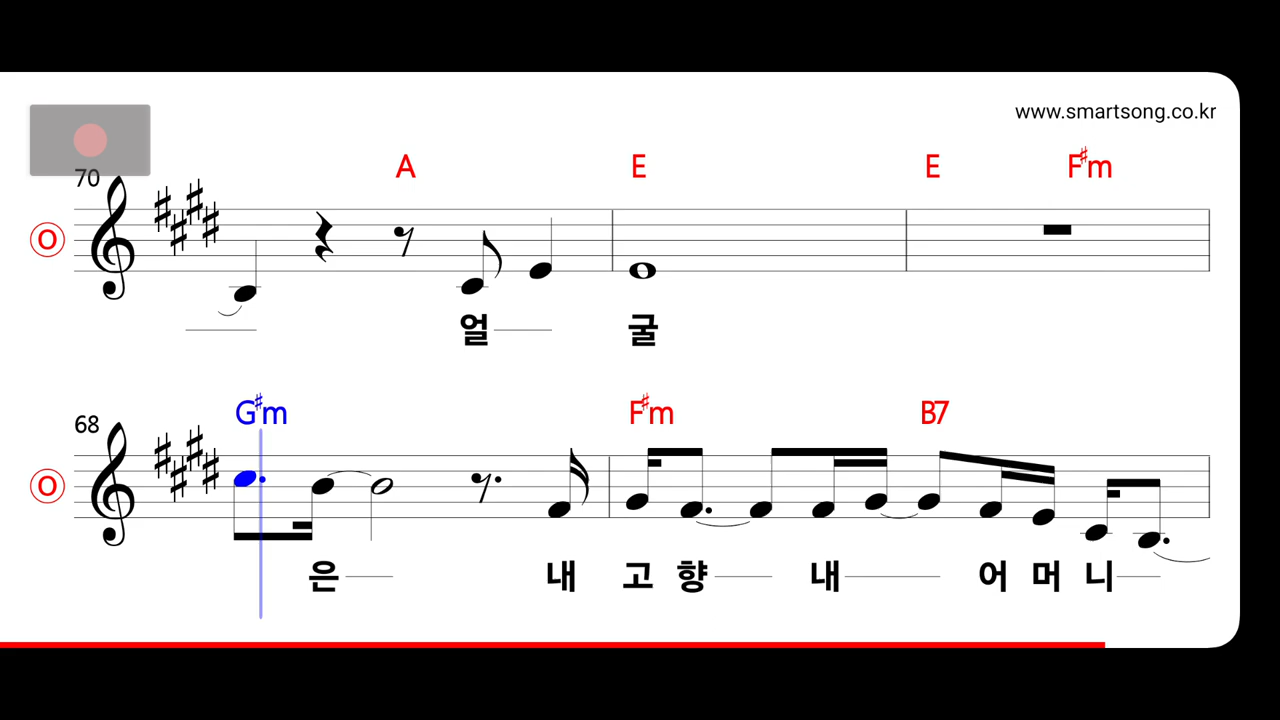 www.smartsong.co.kr
70 A E E F♯m
O
얼 굴
68 G♯m F♯m B7
O
은 내 고 향 내 어 머 니